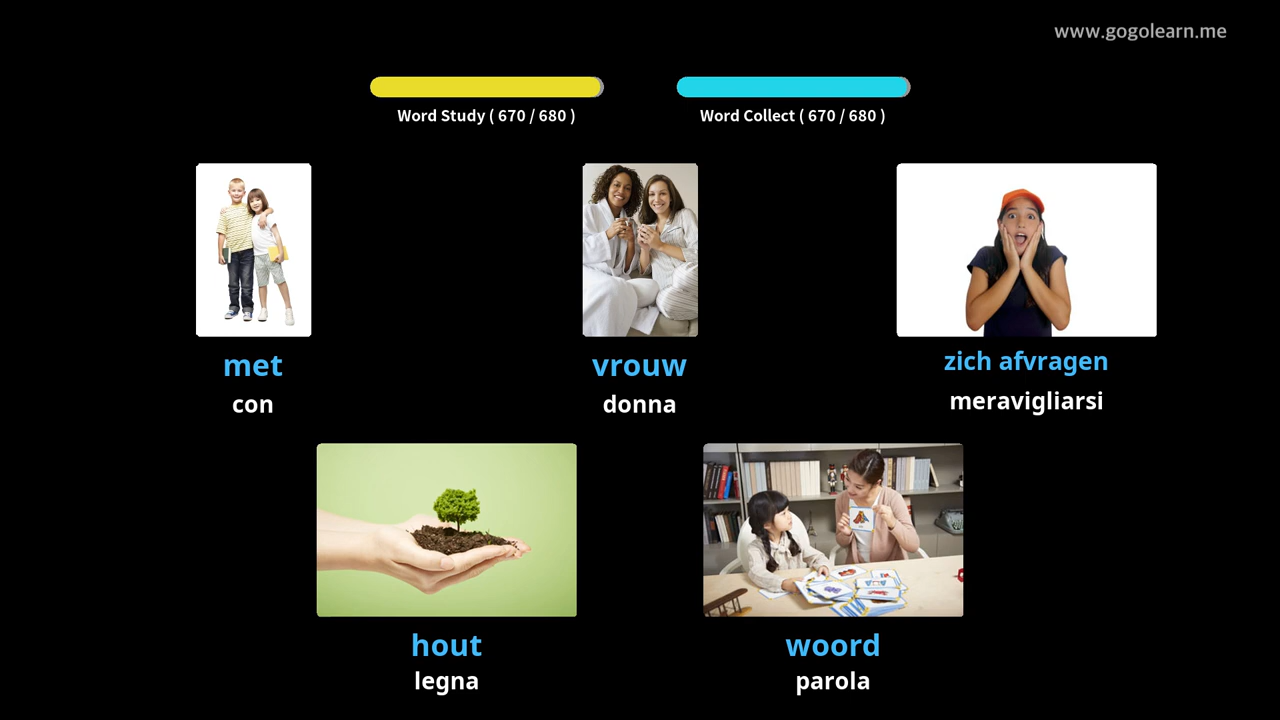 www.gogolearn.me
Word Study ( 670 / 680 )
Word Collect ( 670 / 680 )
met
con
vrouw
donna
zich afvragen
meravigliarsi
hout
legna
woord
parola